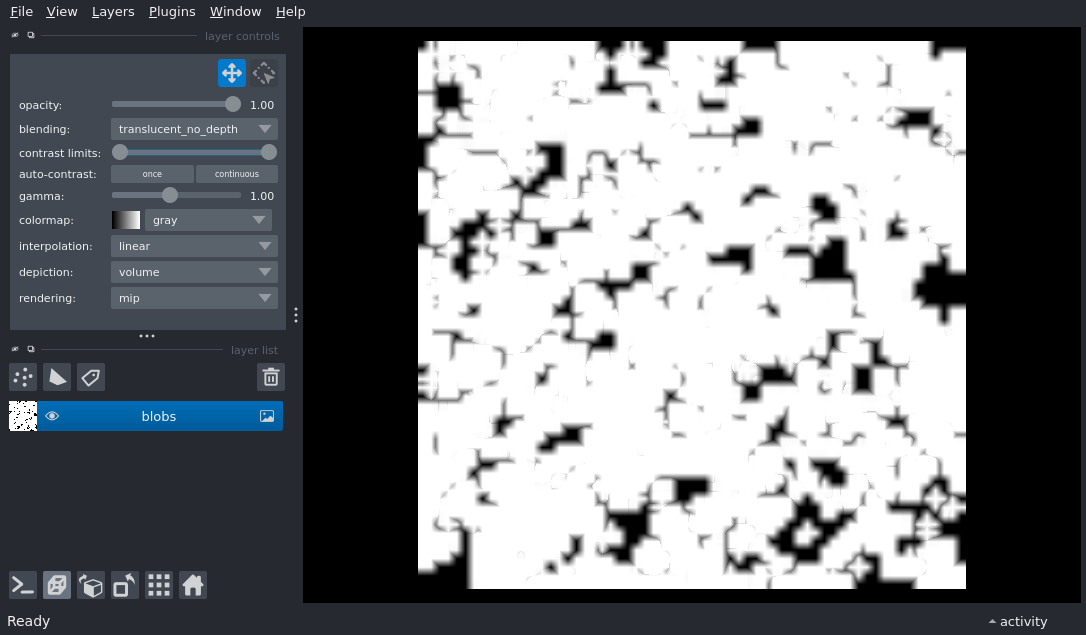 File View Layers Plugins Window Help
layer controls
opacity: 1.00
blending: translucent_no_depth
contrast limits:
auto-contrast: once continuous
gamma: 1.00
colormap: gray
interpolation: linear
depiction: volume
rendering: mip
layer list
blobs
Ready activity